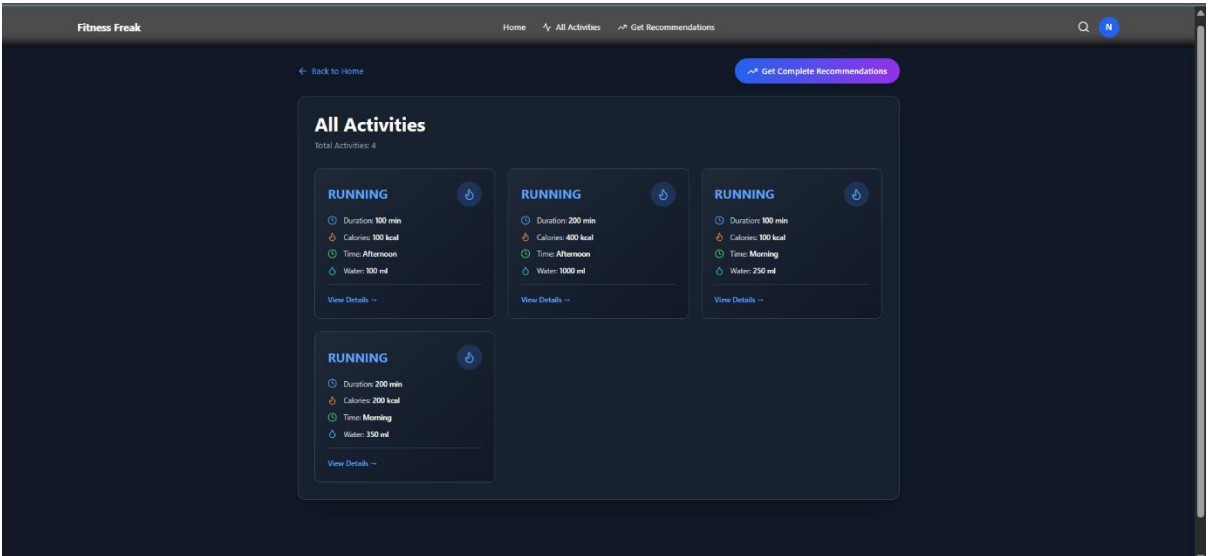 Fitness Freak
Home
All Activities
Get Recommendations
N
← Back to Home
Get Complete Recommendations
All Activities
Total Activities: 4
RUNNING
Duration: 100 min
Calories: 100 kcal
Time: Afternoon
Water: 100 ml
View Details →
RUNNING
Duration: 200 min
Calories: 400 kcal
Time: Afternoon
Water: 1000 ml
View Details →
RUNNING
Duration: 100 min
Calories: 100 kcal
Time: Morning
Water: 250 ml
View Details →
RUNNING
Duration: 200 min
Calories: 200 kcal
Time: Morning
Water: 350 ml
View Details →